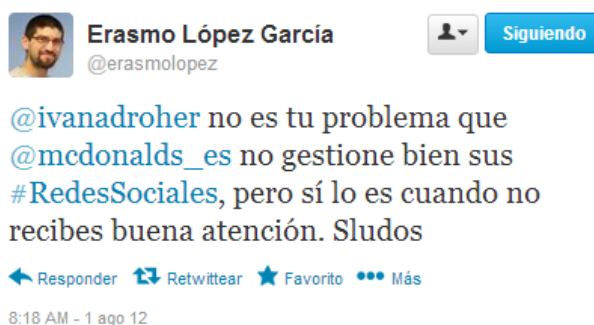 Erasmo López García
@erasmolopez
Siguiendo
@ivanadroher no es tu problema que
@mcdonalds_es no gestione bien sus
#RedesSociales, pero sí lo es cuando no
recibes buena atención. Sludos
Responder Retwittear Favorito Más
8:18 AM - 1 ago 12